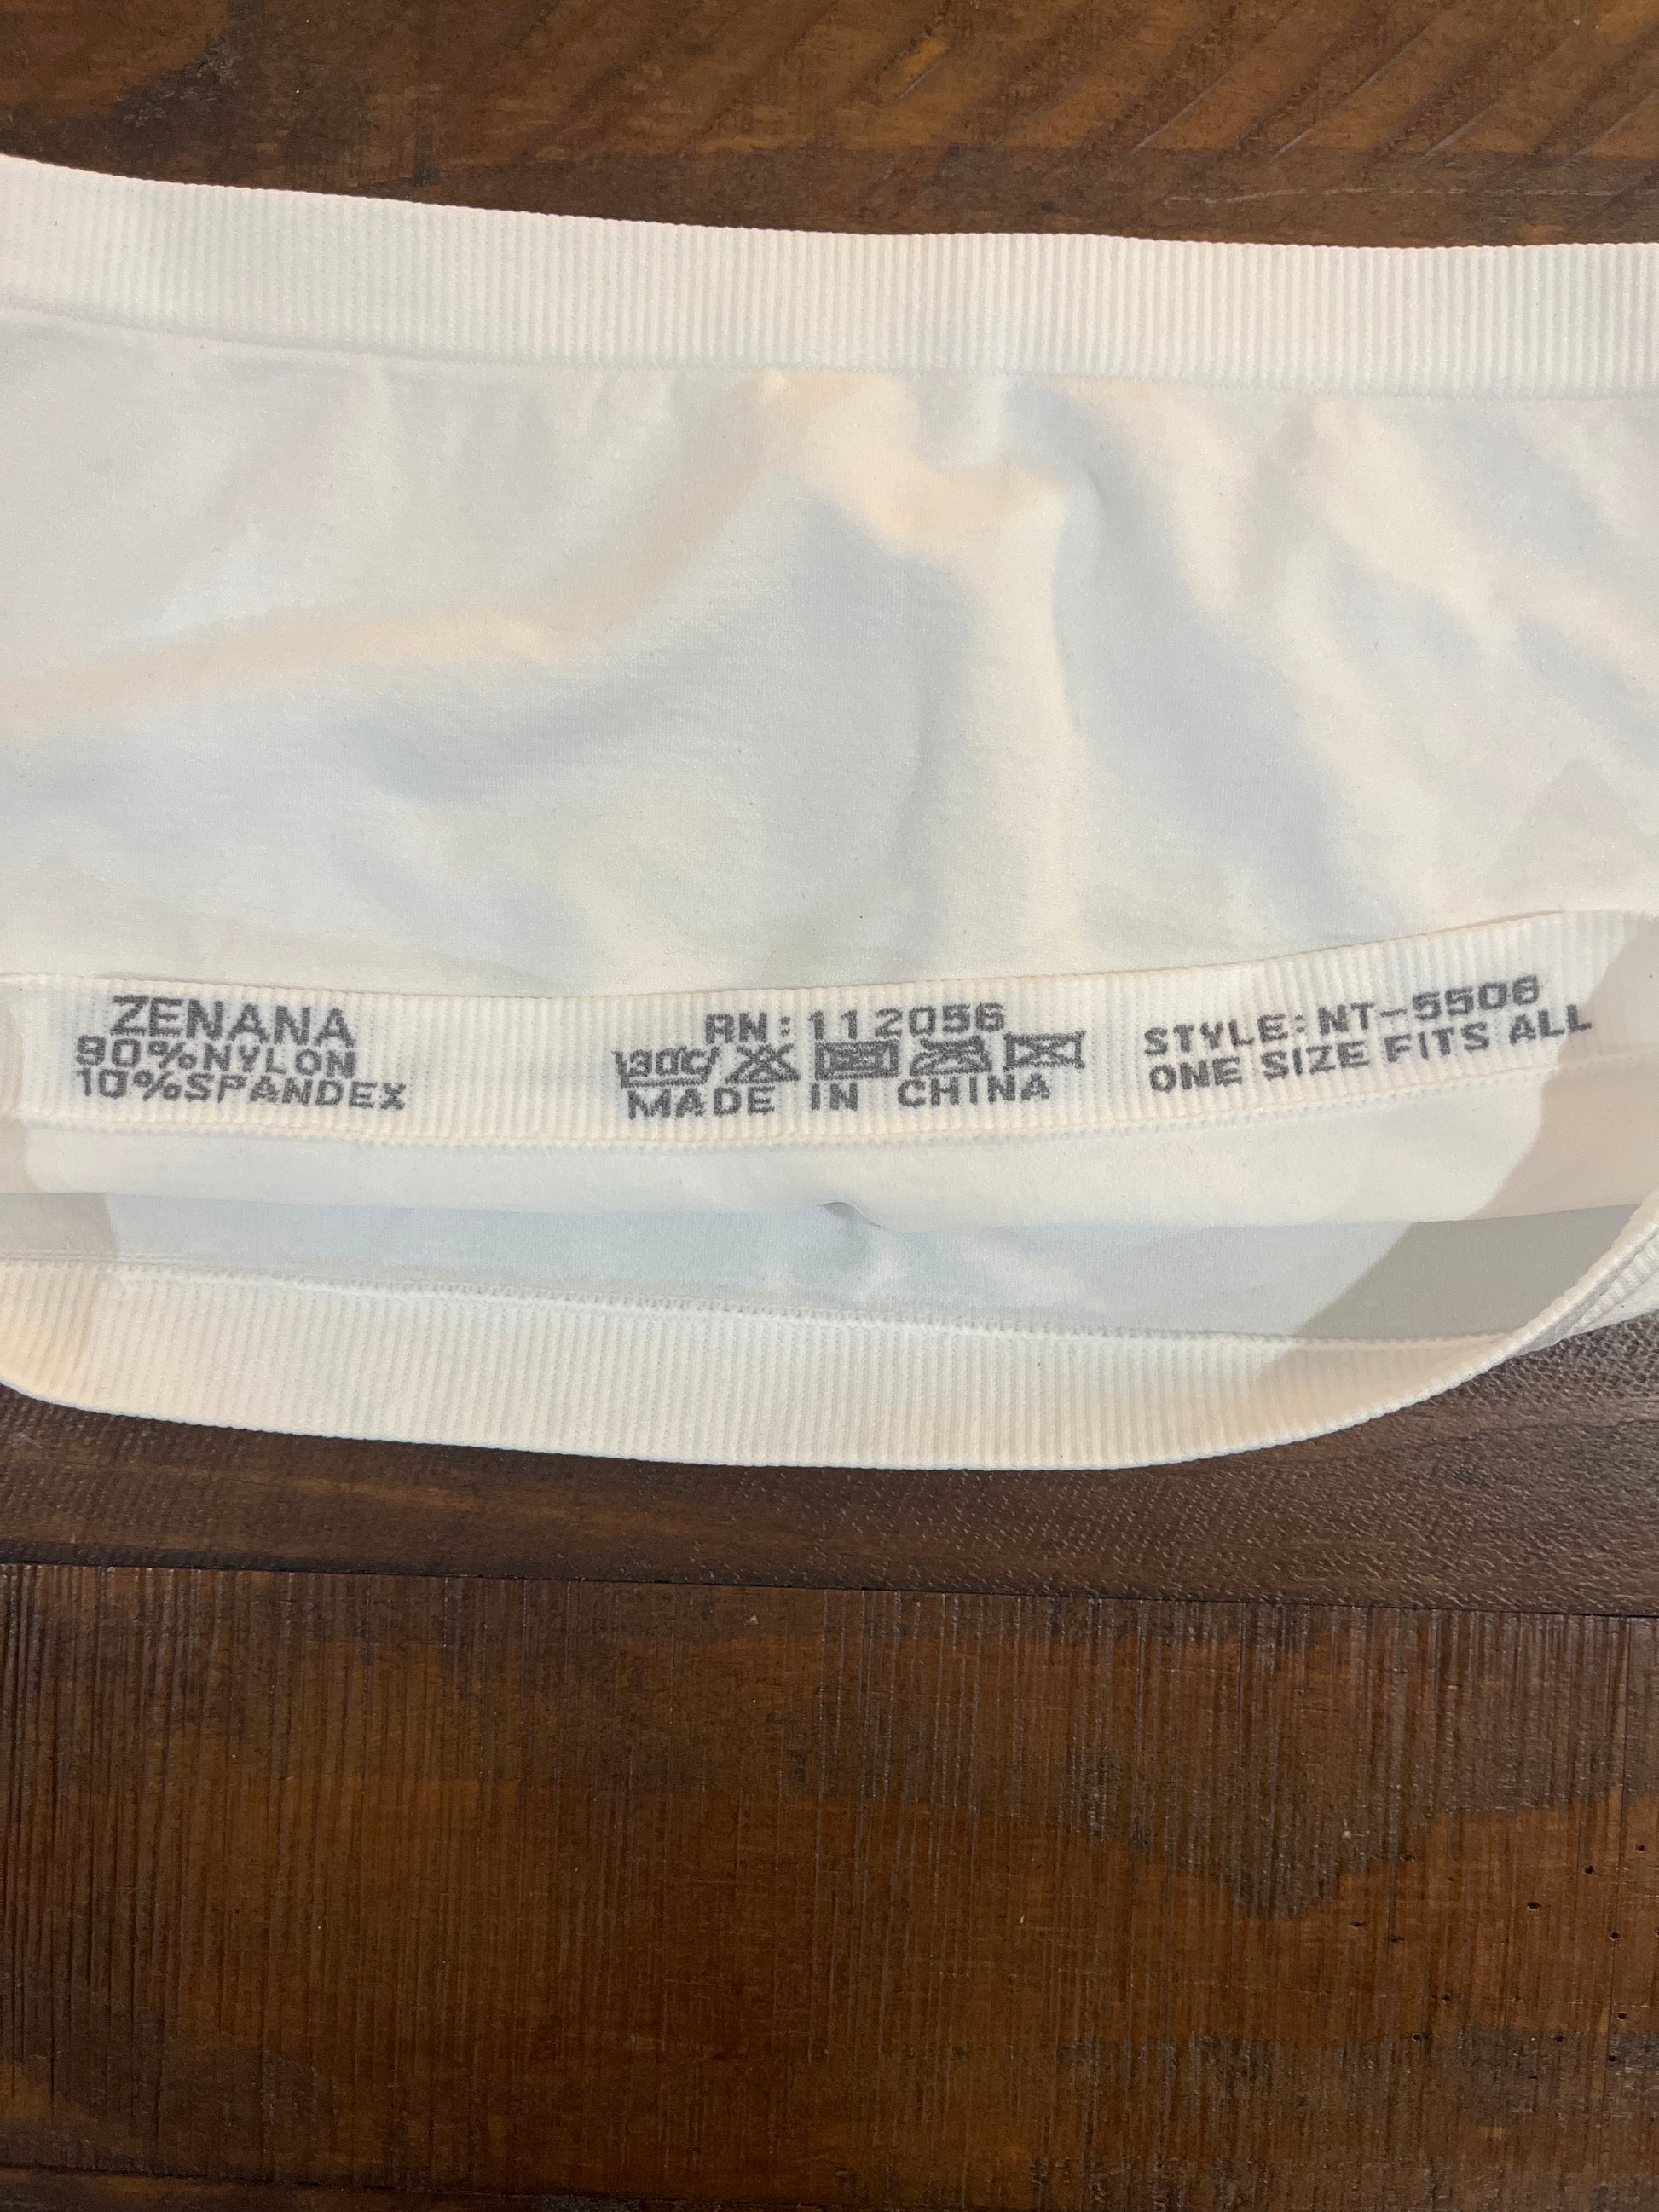 ZENANA
90%NYLON
10%SPANDEX
RN:112056
30C
MADE IN CHINA
STYLE:NT-5506
ONE SIZE FITS ALL